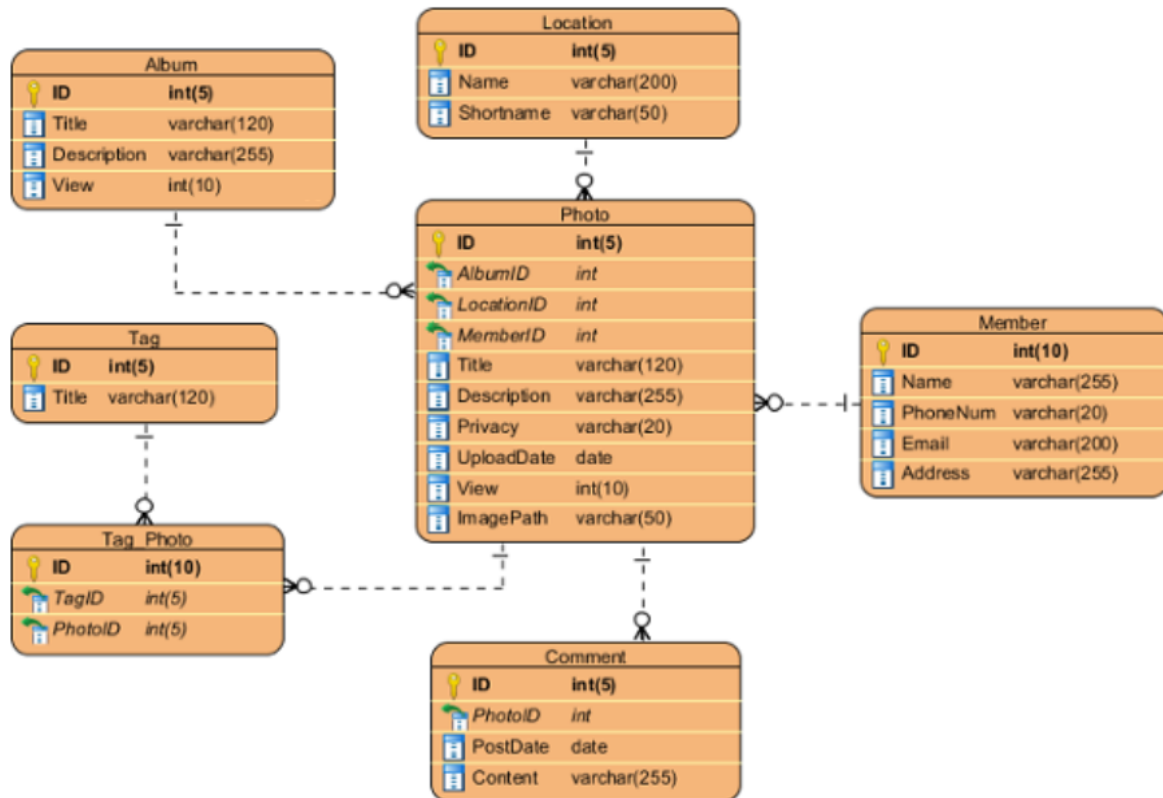 Location
ID int(5)
Name varchar(200)
Shortname varchar(50)
Album
ID int(5)
Title varchar(120)
Description varchar(255)
View int(10)
Photo
ID int(5)
AlbumID int
LocationID int
MemberID int
Title varchar(120)
Description varchar(255)
Privacy varchar(20)
UploadDate date
View int(10)
ImagePath varchar(50)
Member
ID int(10)
Name varchar(255)
PhoneNum varchar(20)
Email varchar(200)
Address varchar(255)
Tag
ID int(5)
Title varchar(120)
Tag_Photo
ID int(10)
TagID int(5)
PhotoID int(5)
Comment
ID int(5)
PhotoID int
PostDate date
Content varchar(255)